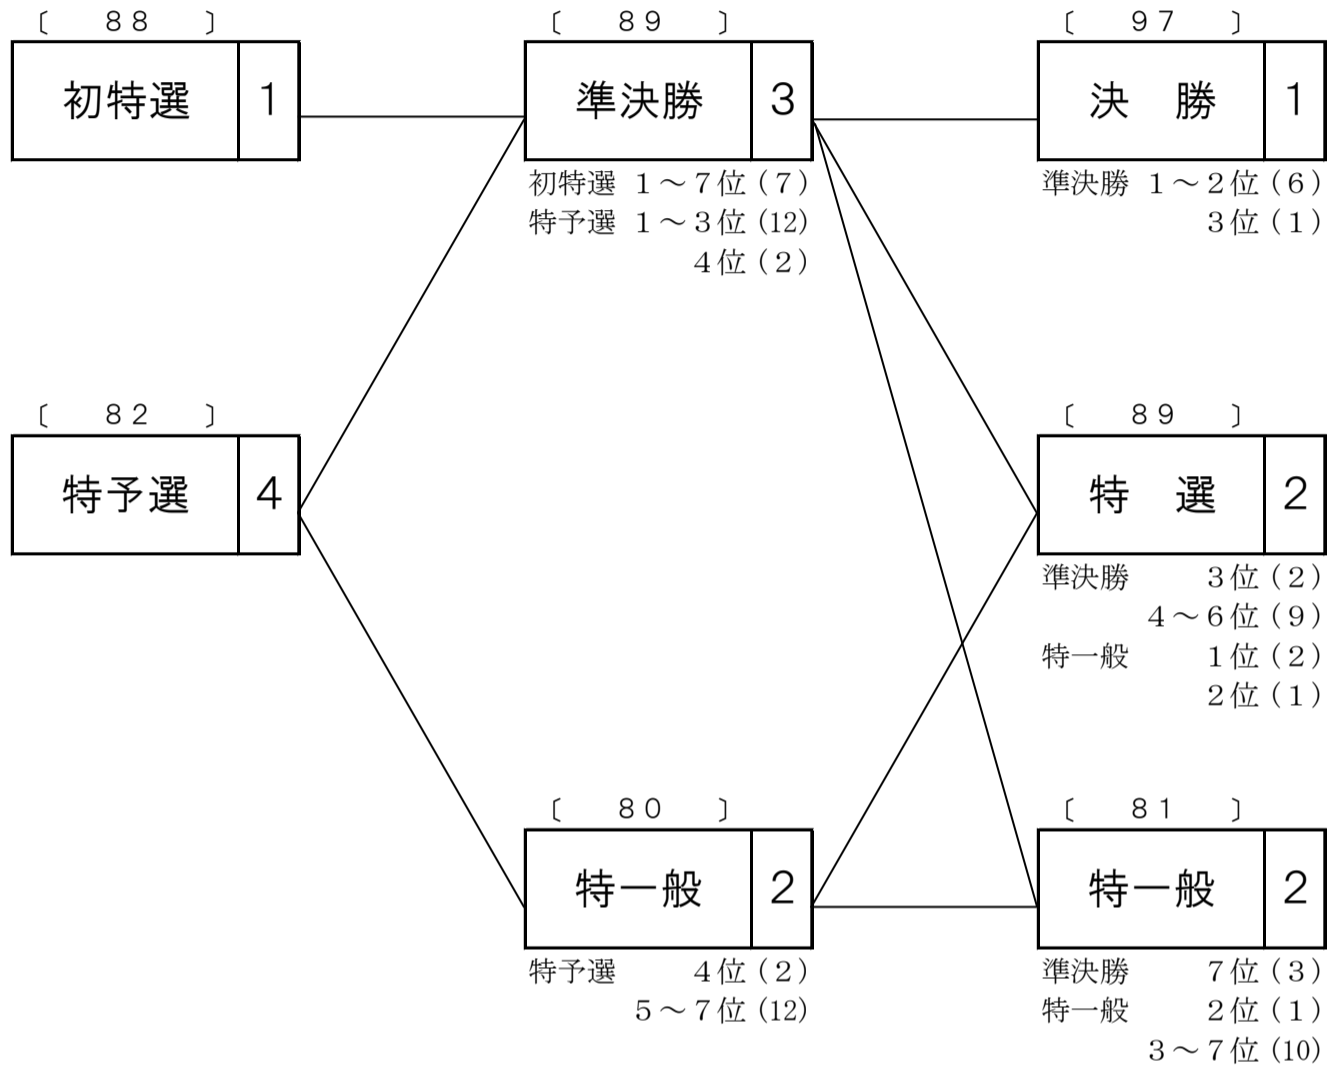 〔　８８　〕
初特選 1
〔　８９　〕
準決勝 3
初特選 １～７位（７）
特予選 １～３位（12）
４位（２）
〔　９７　〕
決　勝 1
準決勝 １～２位（６）
３位（１）
〔　８２　〕
特予選 4
〔　８９　〕
特　選 2
準決勝 ３位（２）
４～６位（９）
特一般 １位（２）
２位（１）
〔　８０　〕
特一般 2
特予選 ４位（２）
５～７位（12）
〔　８１　〕
特一般 2
準決勝 ７位（３）
特一般 ２位（１）
３～７位（10）